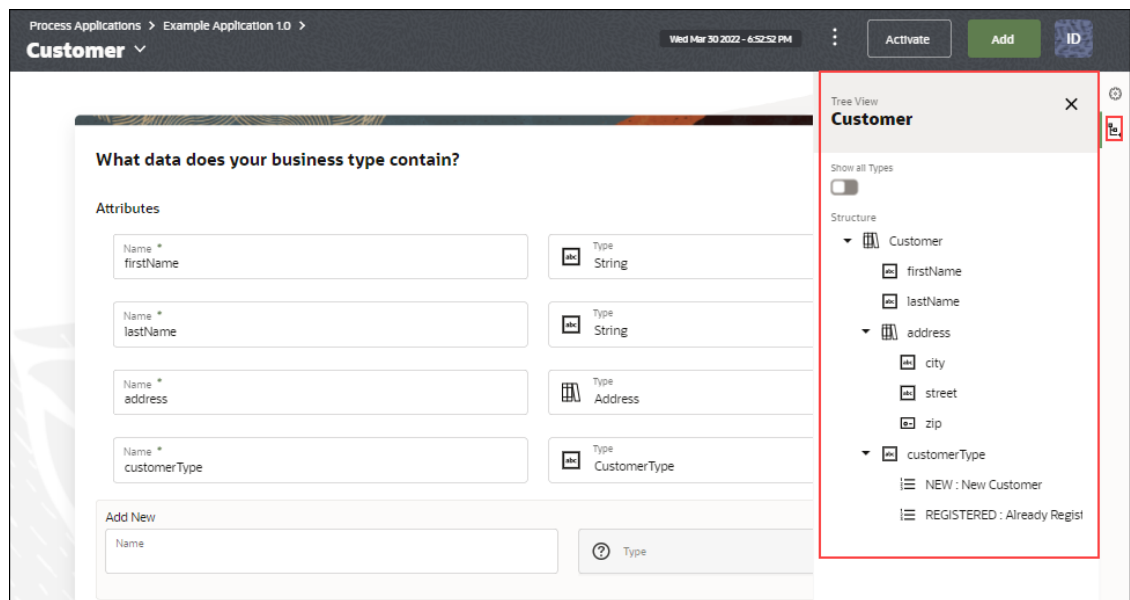 Process Applications > Example Application 1.0 >
Customer
Wed Mar 30 2022 - 6:52:52 PM
Activate
Add
ID
What data does your business type contain?
Attributes
Name *
firstName
Type
String
Name *
lastName
Type
String
Name *
address
Type
Address
Name *
customerType
Type
CustomerType
Add New
Name
Type
Tree View
Customer
Show all Types
Structure
Customer
firstName
lastName
address
city
street
zip
customerType
NEW : New Customer
REGISTERED : Already Regist